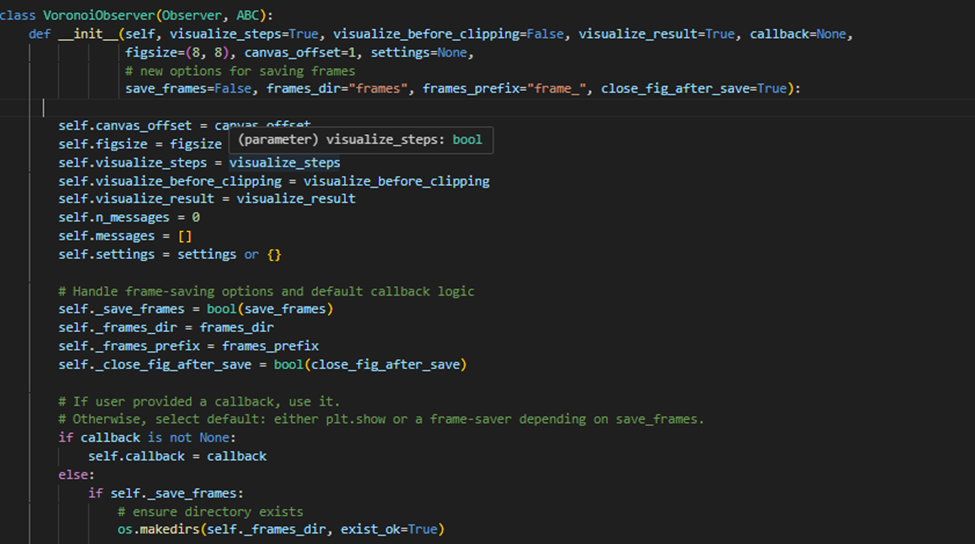 class VoronoiObserver(Observer, ABC):
    def __init__(self, visualize_steps=True, visualize_before_clipping=False, visualize_result=True, callback=None,
                 figsize=(8, 8), canvas_offset=1, settings=None,
                 # new options for saving frames
                 save_frames=False, frames_dir="frames", frames_prefix="frame_", close_fig_after_save=True):

        self.canvas_offset = canvas_offset
        (parameter) visualize_steps: bool
        self.figsize = figsize
        self.visualize_steps = visualize_steps
        self.visualize_before_clipping = visualize_before_clipping
        self.visualize_result = visualize_result
        self.n_messages = 0
        self.messages = []
        self.settings = settings or {}

        # Handle frame-saving options and default callback logic
        self._save_frames = bool(save_frames)
        self._frames_dir = frames_dir
        self._frames_prefix = frames_prefix
        self._close_fig_after_save = bool(close_fig_after_save)

        # If user provided a callback, use it.
        # Otherwise, select default: either plt.show or a frame-saver depending on save_frames.
        if callback is not None:
            self.callback = callback
        else:
            if self._save_frames:
                # ensure directory exists
                os.makedirs(self._frames_dir, exist_ok=True)